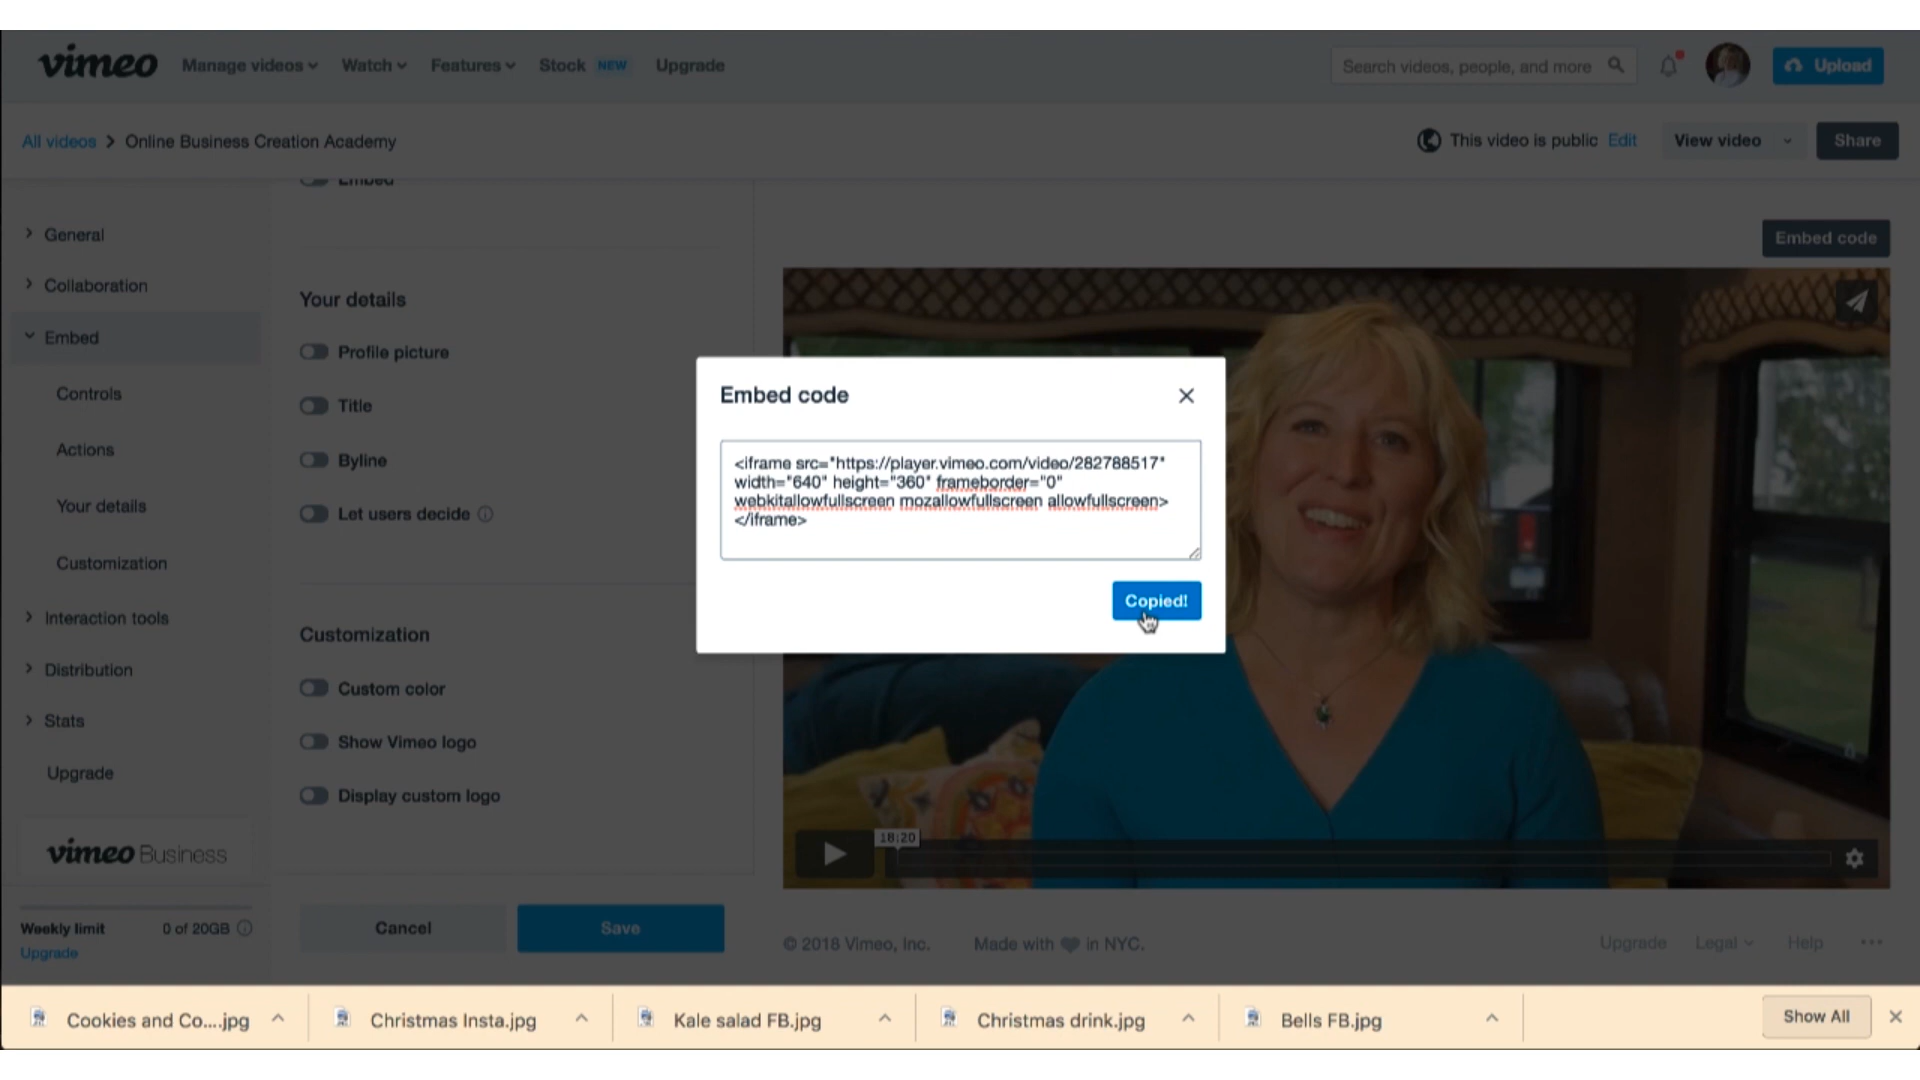 vimeo Manage videos Watch Features Stock NEW Upgrade Search videos, people, and more Upload
All videos > Online Business Creation Academy This video is public Edit View video Share
Embed
General
Embed code
Collaboration
Your details
Embed
Profile picture
Controls
Title
Actions
Byline
Your details
Let users decide
Customization
Interaction tools
Customization
Distribution
Custom color
Stats
Show Vimeo logo
Upgrade
Display custom logo
vimeo Business
Embed code
<iframe src="https://player.vimeo.com/video/282788517"
width="640" height="360" frameborder="0"
webkitallowfullscreen mozallowfullscreen allowfullscreen>
</iframe>
Copied!
18:20
Weekly limit 0 of 20GB
Upgrade
Cancel Save
© 2018 Vimeo, Inc. Made with in NYC. Upgrade Legal Help
Cookies and Co....jpg Christmas Insta.jpg Kale salad FB.jpg Christmas drink.jpg Bells FB.jpg Show All